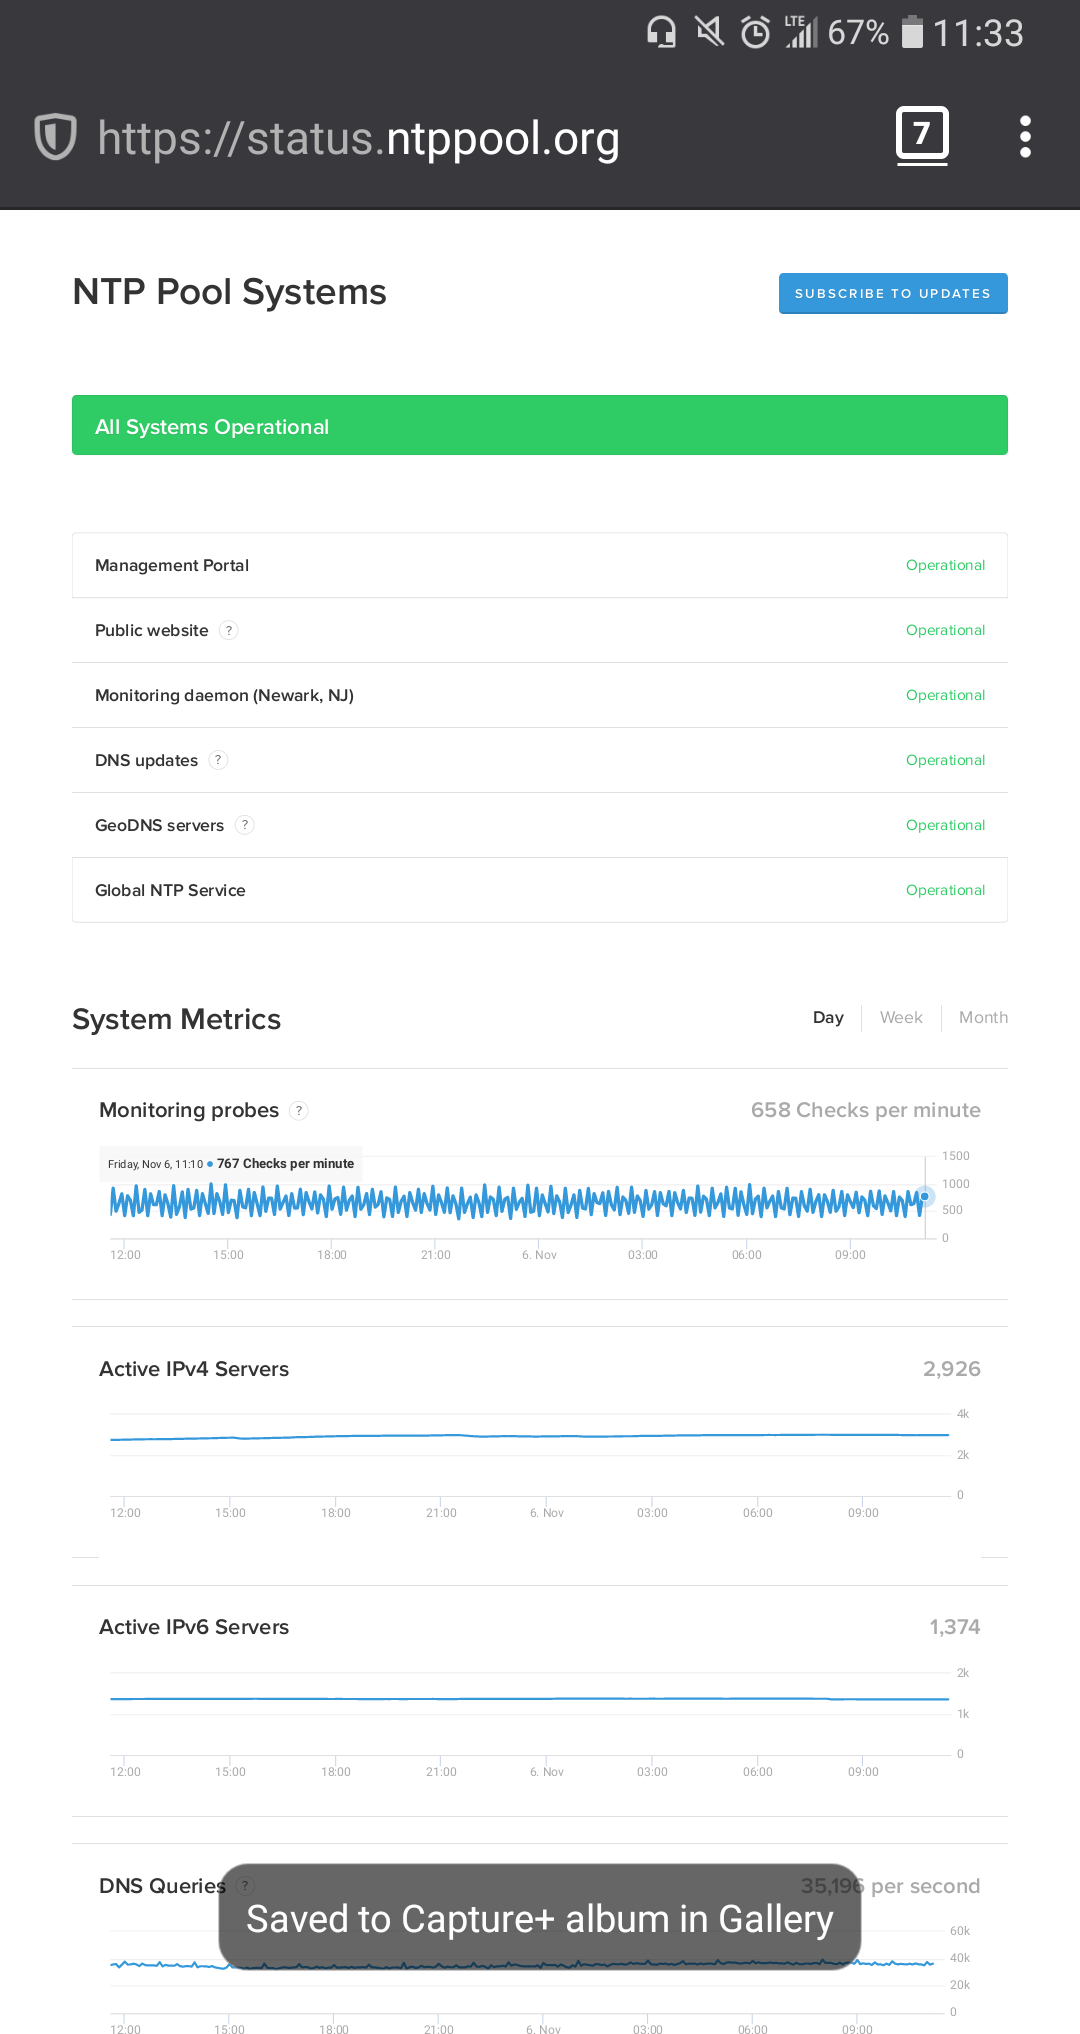 LTE 67% 11:33
https://status.ntppool.org 7
NTP Pool Systems SUBSCRIBE TO UPDATES
All Systems Operational
Management Portal Operational
Public website ? Operational
Monitoring daemon (Newark, NJ) Operational
DNS updates ? Operational
GeoDNS servers ? Operational
Global NTP Service Operational
System Metrics Day Week Month
Monitoring probes ? 658 Checks per minute
Friday, Nov 6, 11:10 • 767 Checks per minute
1500
1000
500
0
12:00 15:00 18:00 21:00 6. Nov 03:00 06:00 09:00
Active IPv4 Servers 2,926
4k
2k
0
12:00 15:00 18:00 21:00 6. Nov 03:00 06:00 09:00
Active IPv6 Servers 1,374
2k
1k
0
12:00 15:00 18:00 21:00 6. Nov 03:00 06:00 09:00
DNS Queries ? 35,196 per second
Saved to Capture+ album in Gallery
60k
40k
20k
0
12:00 15:00 18:00 21:00 6. Nov 03:00 06:00 09:00